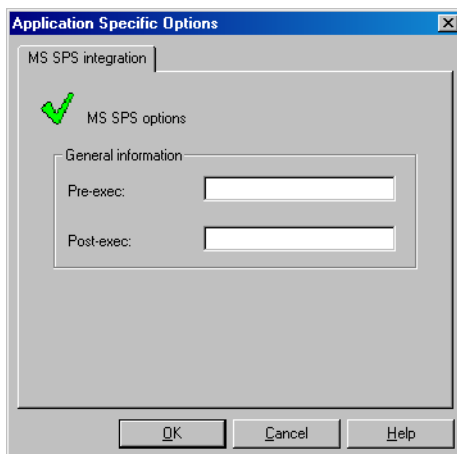 Application Specific Options
MS SPS integration
MS SPS options
General information
Pre-exec:
Post-exec:
OK Cancel Help